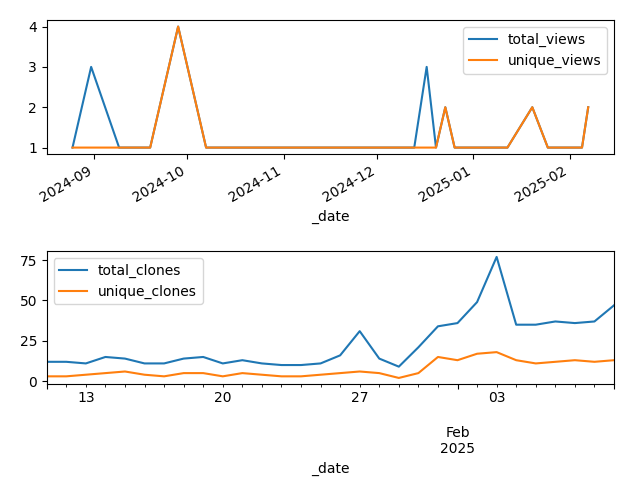 4
3
2
1
total_views
unique_views
2024-09
2024-10
2024-11
2024-12
2025-01
2025-02
_date
75
50
25
0
total_clones
unique_clones
13
20
27
03
Feb
2025
_date